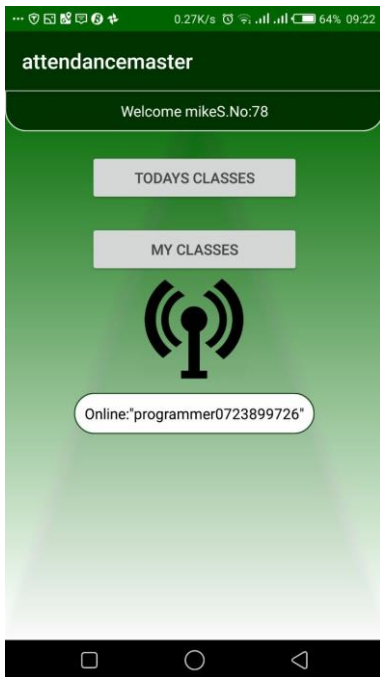 0.27K/s 64% 09:22
attendancemaster
Welcome mikeS.No:78
TODAYS CLASSES
MY CLASSES
Online:"programmer0723899726"